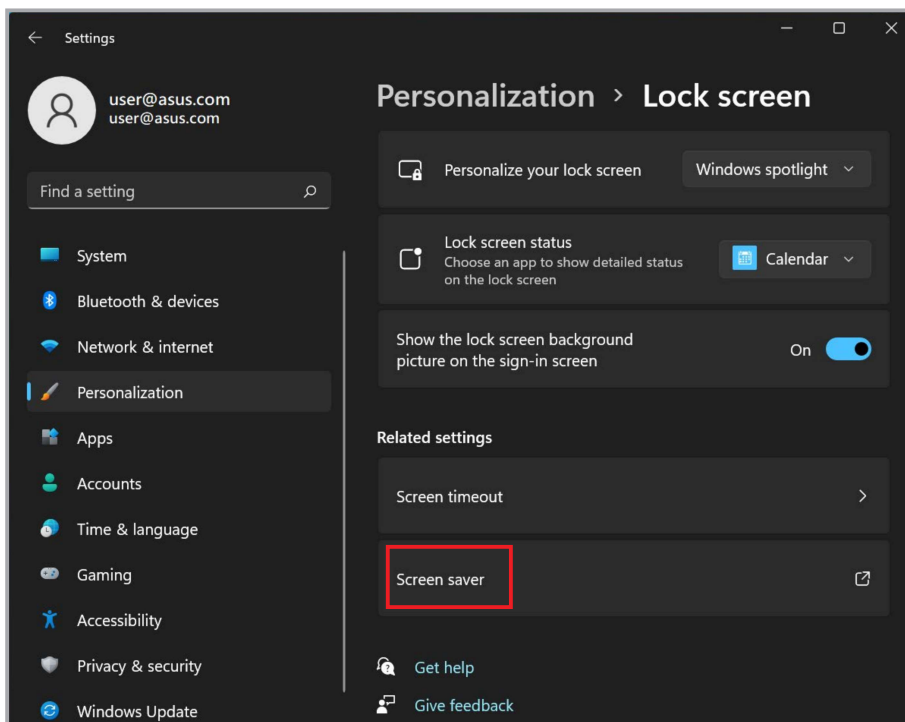 Settings
user@asus.com
user@asus.com
Find a setting
System
Bluetooth & devices
Network & internet
Personalization
Apps
Accounts
Time & language
Gaming
Accessibility
Privacy & security
Windows Update
Personalization > Lock screen
Personalize your lock screen
Windows spotlight
Lock screen status
Choose an app to show detailed status
on the lock screen
Calendar
Show the lock screen background
picture on the sign-in screen
On
Related settings
Screen timeout
Screen saver
Get help
Give feedback